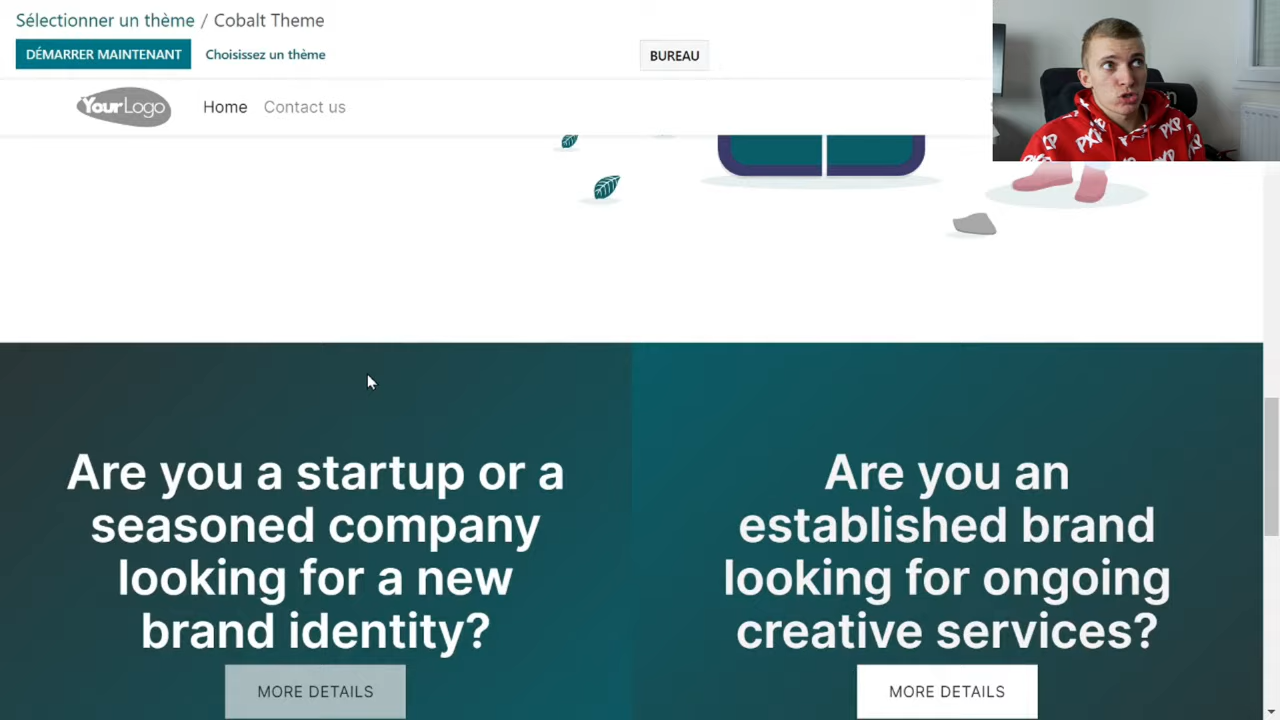 Sélectionner un thème / Cobalt Theme
DÉMARRER MAINTENANT Choisissez un thème BUREAU
YourLogo Home Contact us
Are you a startup or a
seasoned company
looking for a new
brand identity?
MORE DETAILS
Are you an
established brand
looking for ongoing
creative services?
MORE DETAILS